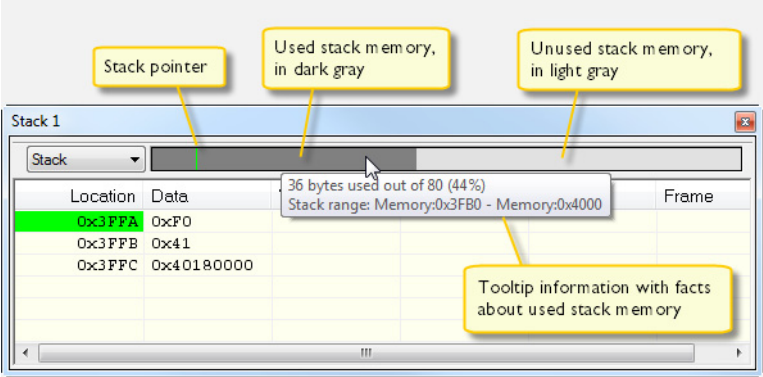 Stack pointer
Used stack memory,
in dark gray
Unused stack memory,
in light gray
Stack 1
Stack
36 bytes used out of 80 (44%)
Stack range: Memory:0x3FB0 - Memory:0x4000
Location Data Frame
0x3FFA 0xF0
0x3FFB 0x41
0x3FFC 0x40180000
Tooltip information with facts
about used stack memory